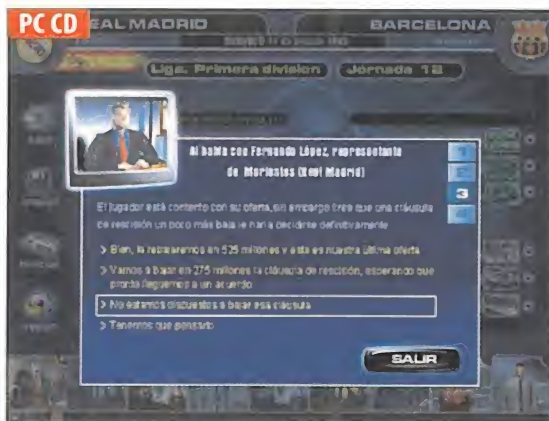 PC CD
EAL MADRID
BARCELONA
Liga. Primera division
Jornada 12
Al habla con Fernando López, representante
de Morientes (Real Madrid)
El jugador está contento con su oferta, sin embargo cree que una cláusula
de rescisión un poco más baja le haría decidirse definitivamente
> Bien, la rebajaremos en 525 millones y esta es nuestra última oferta
> Vamos a bajar en 275 millones la cláusula de rescisión, esperando que
pronto lleguemos a un acuerdo
> No estamos dispuestos a bajar esa cláusula
> Tenemos que pensarlo
3
SALIR